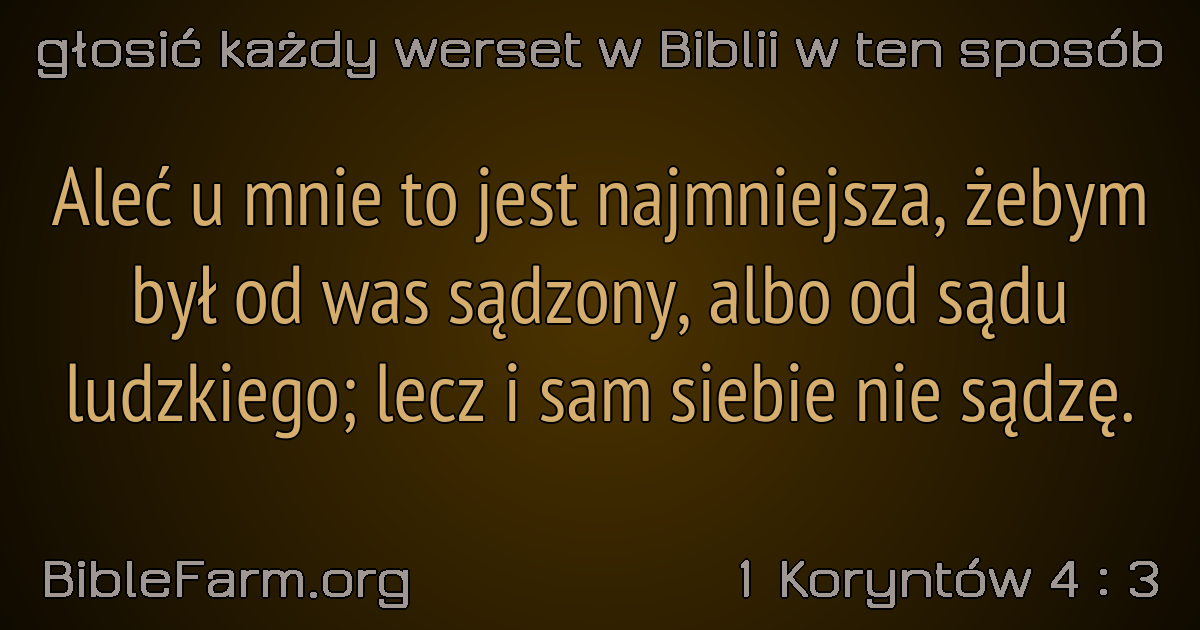 głosić każdy werset w Biblii w ten sposób
Aleć u mnie to jest najmniejsza, żebym
był od was sądzony, albo od sądu
ludzkiego; lecz i sam siebie nie sądzę.
BibleFarm.org
1 Koryntów 4 : 3